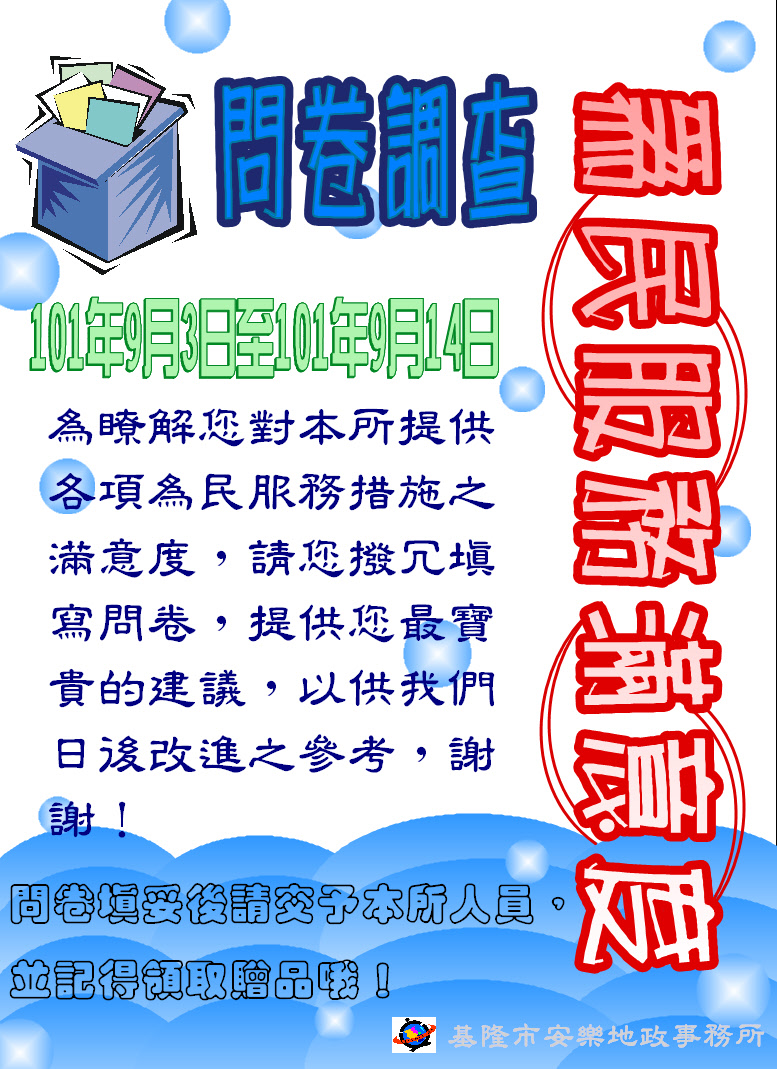 為民服務滿意度
問卷調查
101年9月3日至101年9月14日
為瞭解您對本所提供
各項為民服務措施之
滿意度，請您撥冗填
寫問卷，提供您最寶
貴的建議，以供我們
日後改進之參考，謝
謝！
問卷填妥後請交予本所人員，
並記得領取贈品哦！
基隆市安樂地政事務所